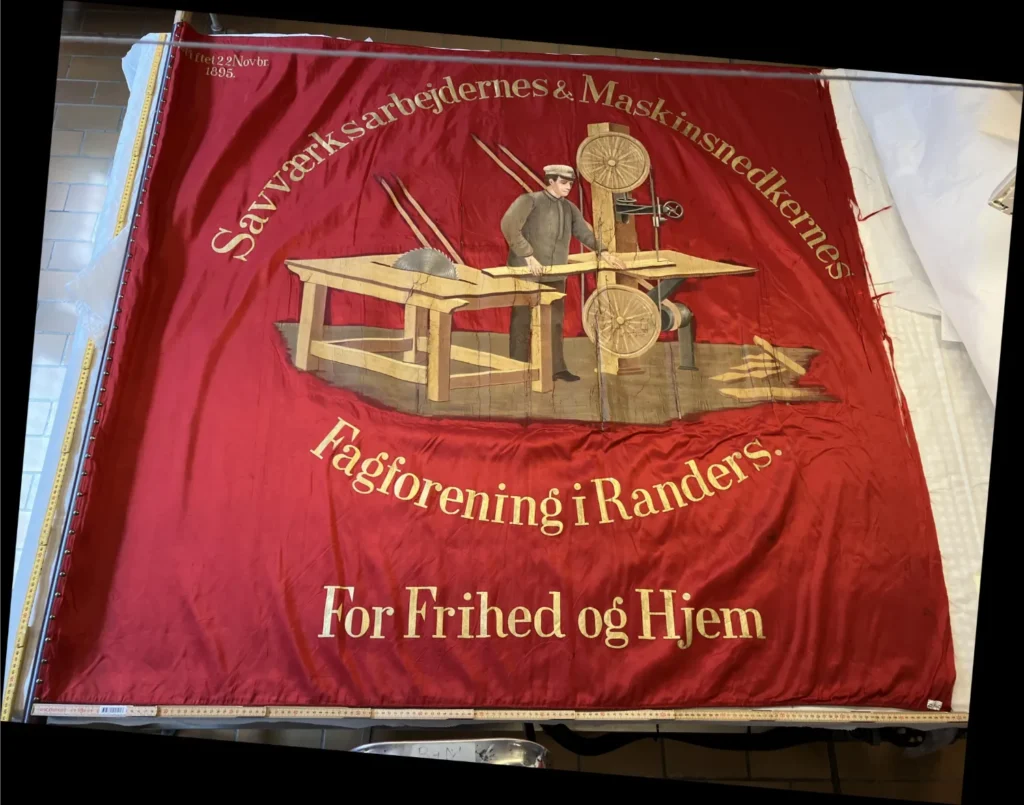 Stiftet 22 Novbr.
1895.
Savværksarbejdernes & Maskinsnedkernes
Fagforening i Randers.
For Frihed og Hjem